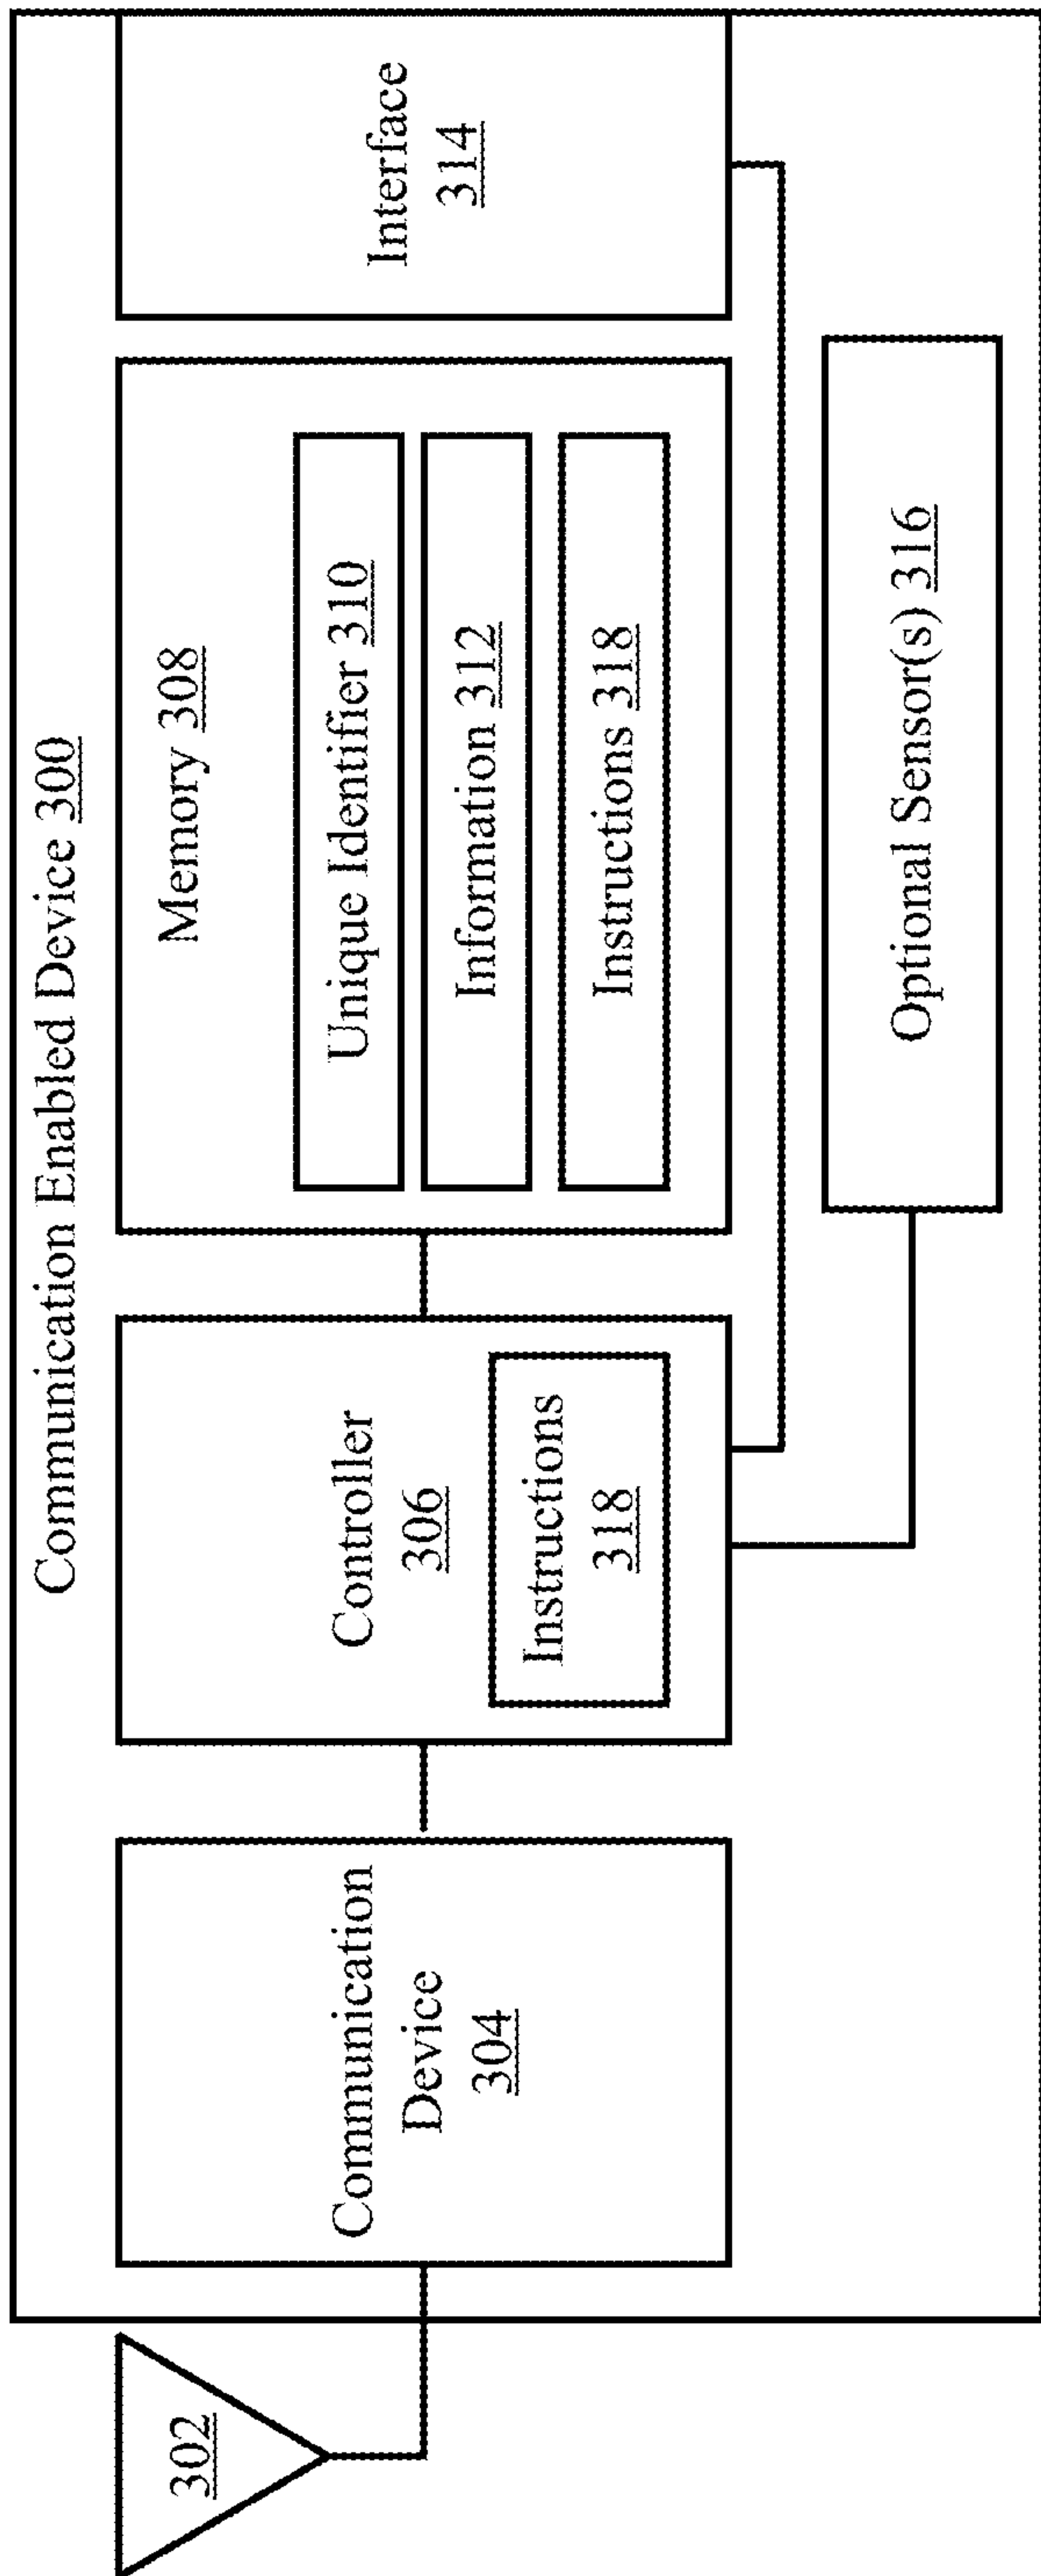 Communication Enabled Device 300
302
Communication
Device
304
Controller
306
Instructions
318
Memory 308
Unique Identifier 310
Information 312
Instructions 318
Interface
314
Optional Sensor(s) 316